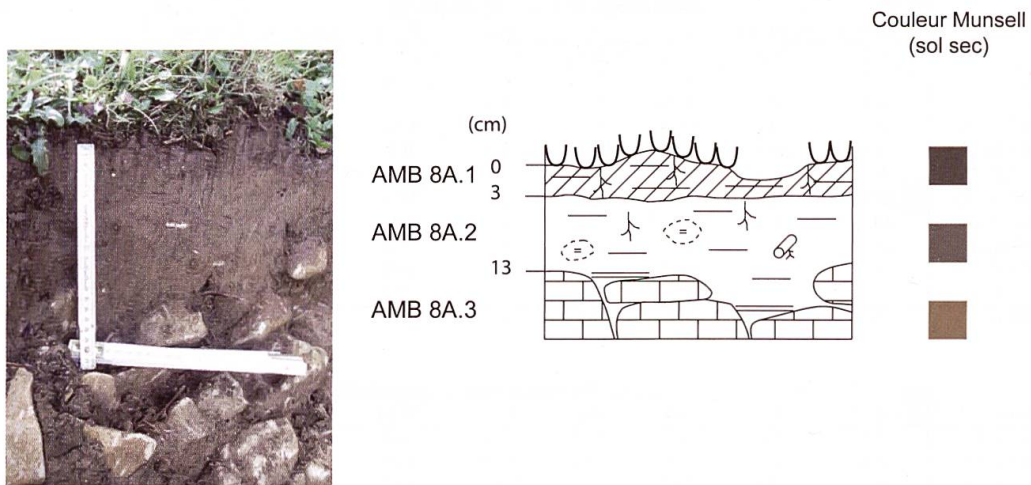 Couleur Munsell
(sol sec)
(cm)
AMB 8A.1
0
3
AMB 8A.2
13
AMB 8A.3